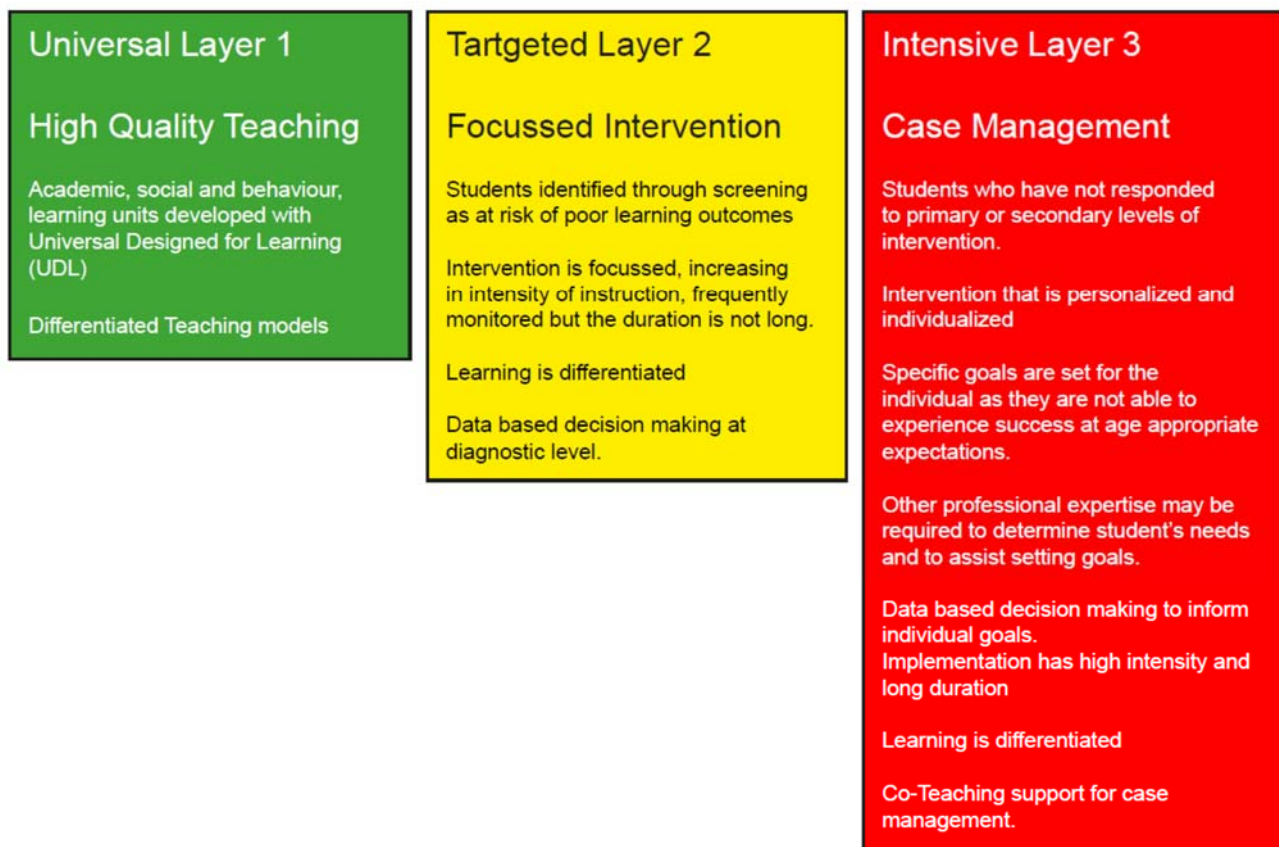 Universal Layer 1
High Quality Teaching
Academic, social and behaviour,
learning units developed with
Universal Designed for Learning
(UDL)
Differentiated Teaching models
Tartgeted Layer 2
Focussed Intervention
Students identified through screening
as at risk of poor learning outcomes
Intervention is focussed, increasing
in intensity of instruction, frequently
monitored but the duration is not long.
Learning is differentiated
Data based decision making at
diagnostic level.
Intensive Layer 3
Case Management
Students who have not responded
to primary or secondary levels of
intervention.
Intervention that is personalized and
individualized
Specific goals are set for the
individual as they are not able to
experience success at age appropriate
expectations.
Other professional expertise may be
required to determine student's needs
and to assist setting goals.
Data based decision making to inform
individual goals.
Implementation has high intensity and
long duration
Learning is differentiated
Co-Teaching support for case
management.